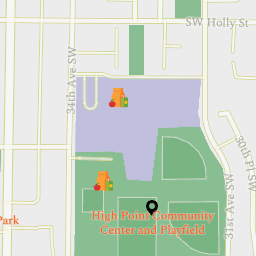 SW Holly St
34th Ave SW
30th Pl SW
31st Ave SW
High Point Community
Center and Playfield
Park